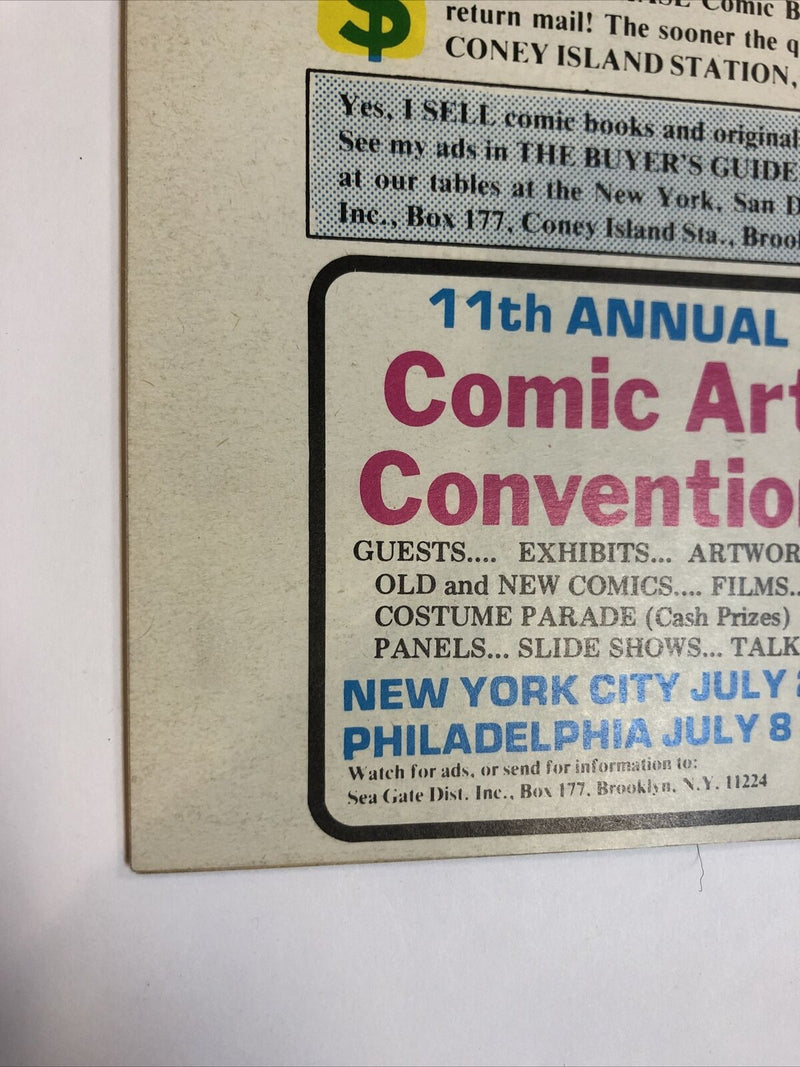 $ Comic B
return mail! The sooner the q
CONEY ISLAND STATION,
Yes, I SELL comic books and original
See my ads in THE BUYER'S GUIDE
at our tables at the New York, San D
Inc., Box 177, Coney Island Sta., Brook
11th ANNUAL
Comic Art
Conventio
GUESTS.... EXHIBITS... ARTWOR
OLD and NEW COMICS.... FILMS..
COSTUME PARADE (Cash Prizes)
PANELS... SLIDE SHOWS... TALK
NEW YORK CITY JULY
PHILADELPHIA JULY 8
Watch for ads, or send for information to:
Sea Gate Dist. Inc., Box 177, Brooklyn, N.Y. 11224